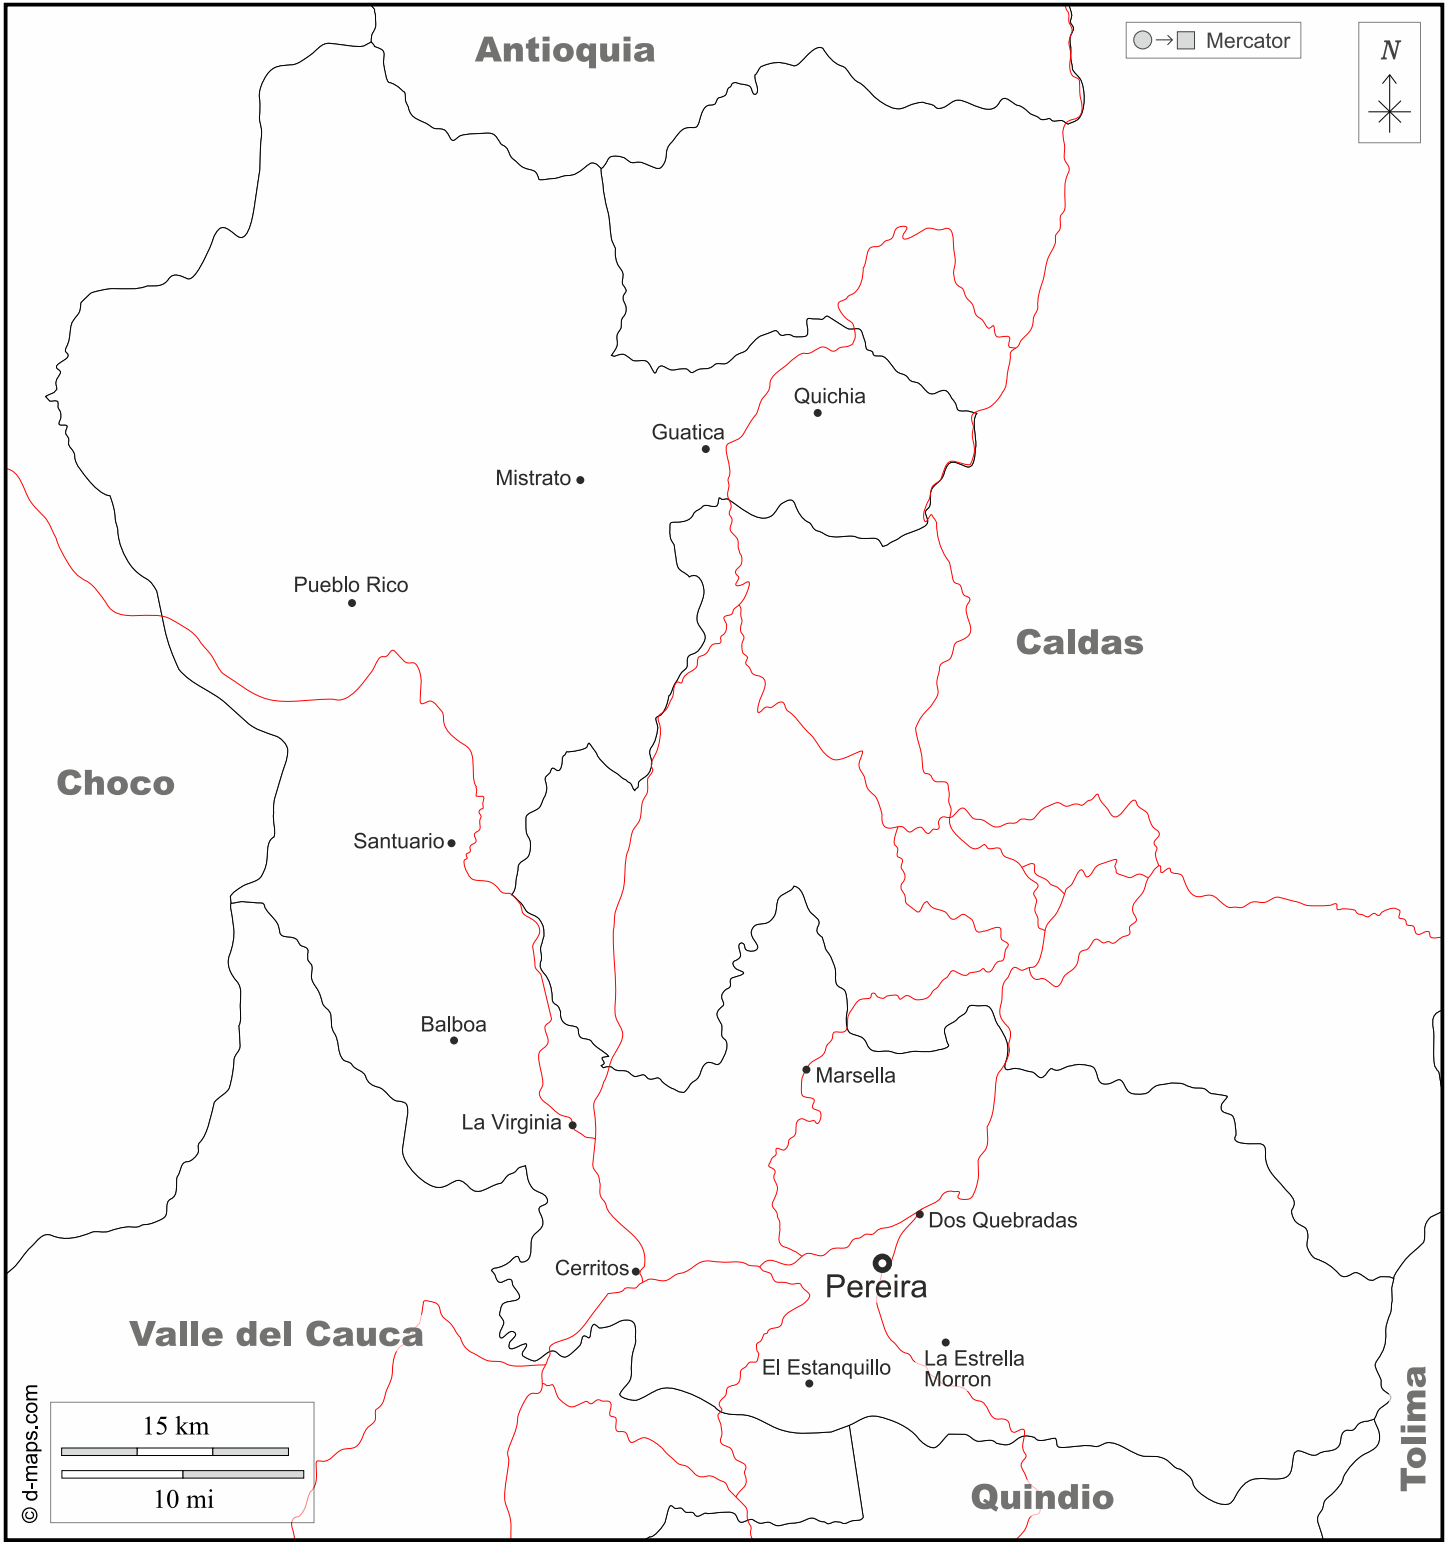 Antioquia
Mercator
N
Quichia
Guatica
Mistrato
Pueblo Rico
Caldas
Choco
Santuario
Balboa
Marsella
La Virginia
Dos Quebradas
Cerritos
Pereira
Valle del Cauca
La Estrella
Morron
El Estanquillo
Tolima
15 km
10 mi
Quindio
© d-maps.com